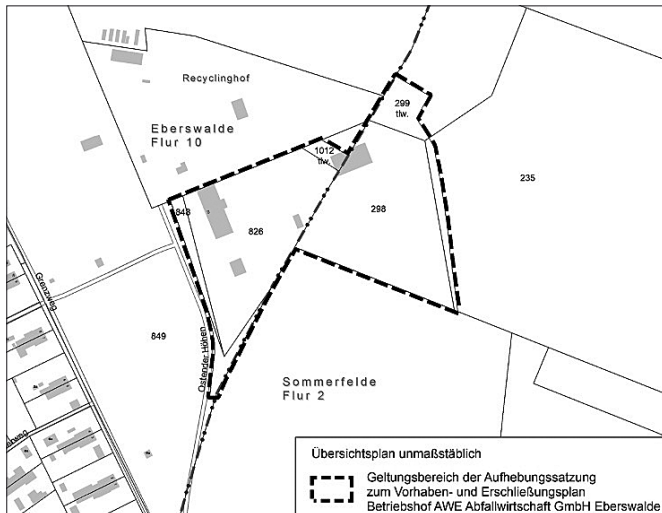 Recyclinghof
299
tlw.
Eberswalde
Flur 10
1012
tlw.
235
848
826
298
Grenzweg
849
Ostender Höhen
Sommerfelde
Flur 2
Übersichtsplan unmaßstäblich
Geltungsbereich der Aufhebungssatzung
zum Vorhaben- und Erschließungsplan
Betriebshof AWE Abfallwirtschaft GmbH Eberswalde